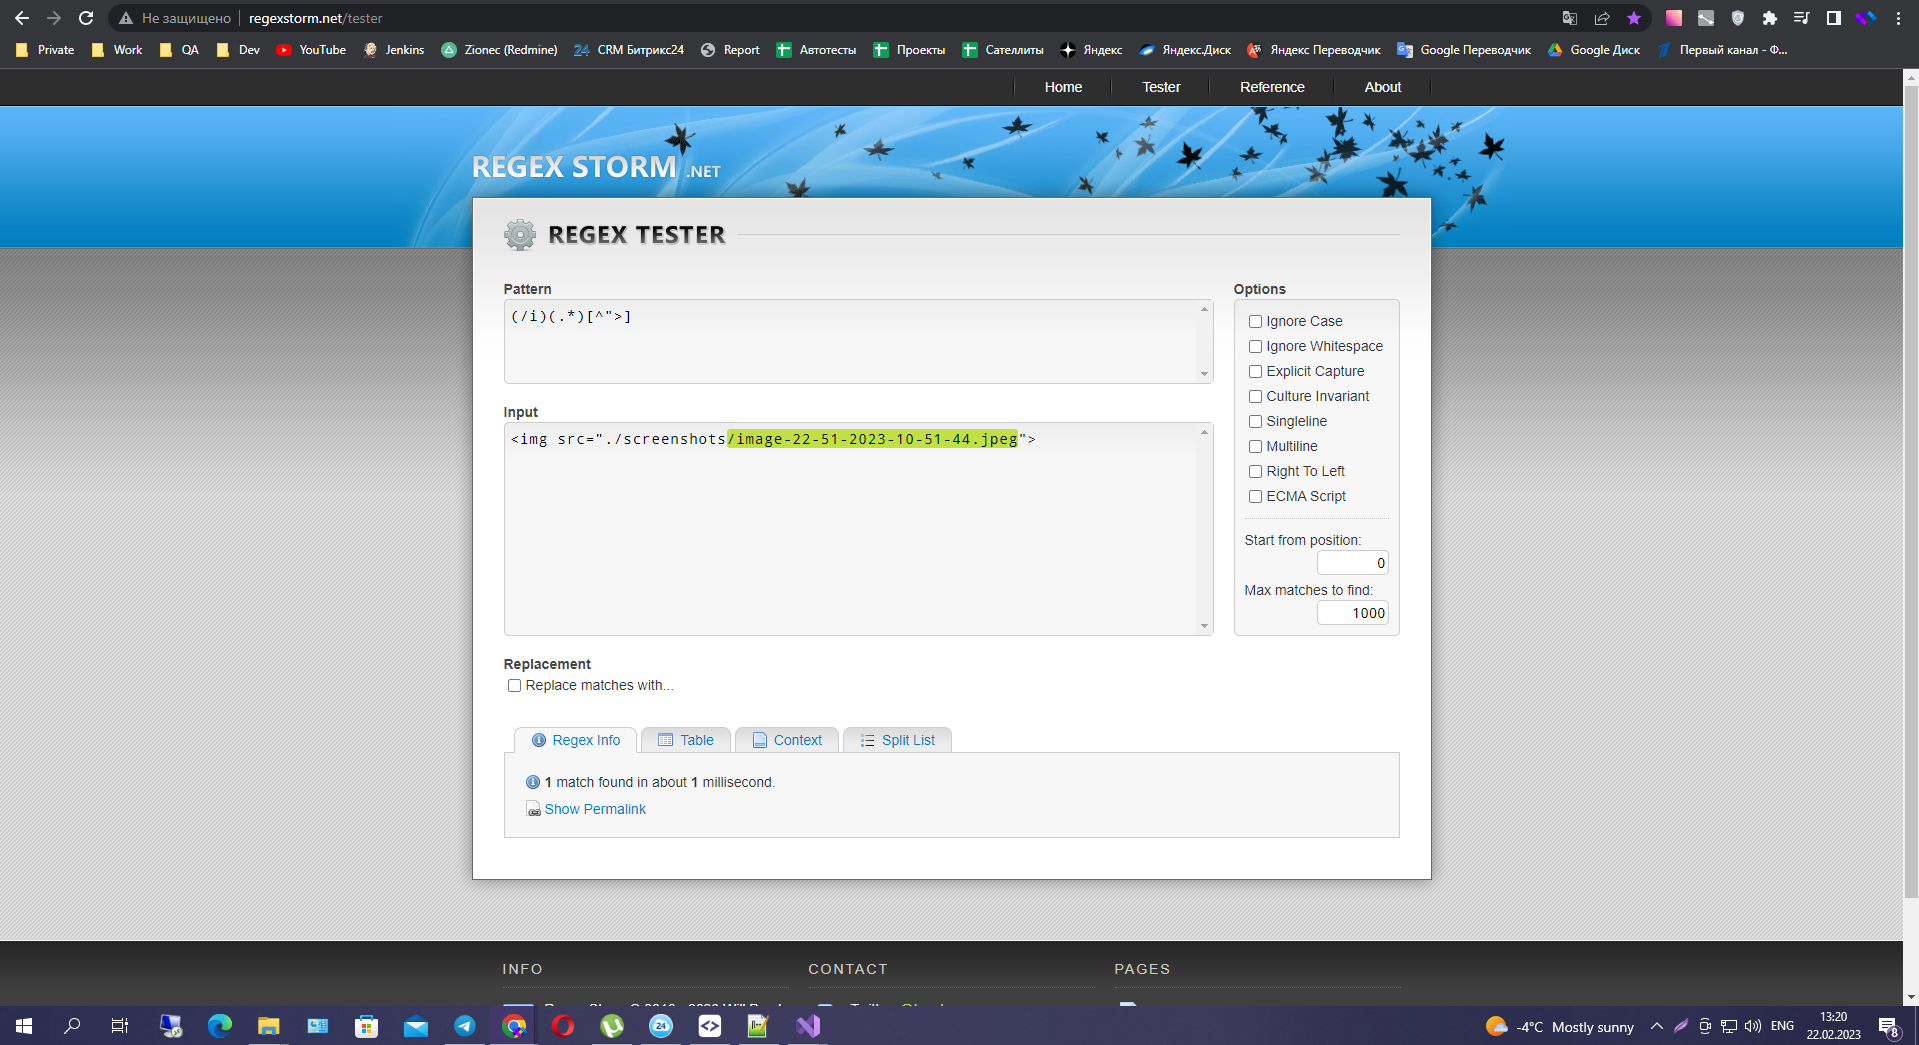 Не защищено regexstorm.net/tester
Private Work QA Dev YouTube Jenkins Zionec (Redmine) 24 CRM Битрикс24 Report Автотесты Проекты Сателлиты Яндекс Яндекс.Диск Яндекс Переводчик Google Переводчик Google Диск Первый канал - Ф...
Home Tester Reference About
REGEX STORM .NET
REGEX TESTER
Pattern
(/i)(.*)[^">]
Options
Ignore Case
Ignore Whitespace
Explicit Capture
Culture Invariant
Singleline
Multiline
Right To Left
ECMA Script
Start from position:
0
Max matches to find:
1000
Input
<img src="./screenshots/image-22-51-2023-10-51-44.jpeg">
Replacement
Replace matches with...
Regex Info Table Context Split List
1 match found in about 1 millisecond.
Show Permalink
INFO CONTACT PAGES
24
-4°C Mostly sunny ENG 13:20
22.02.2023
8